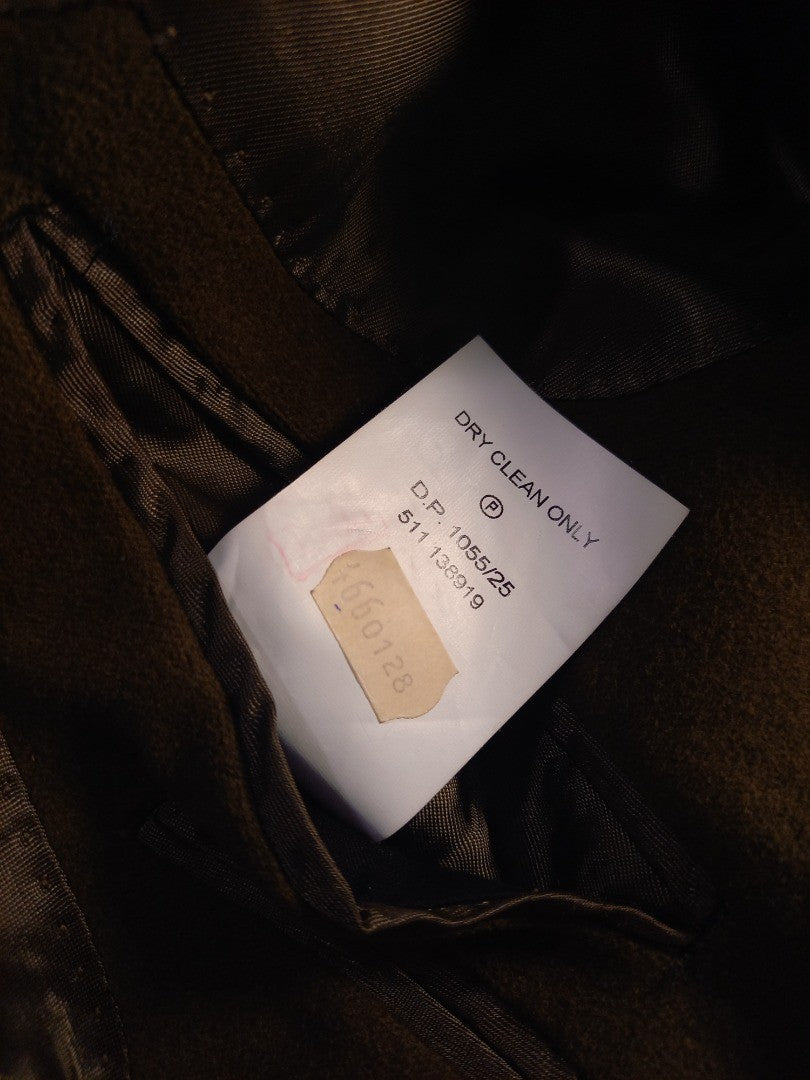 DRY CLEAN ONLY
P
D.P. 1055/25
511 138919
4660128